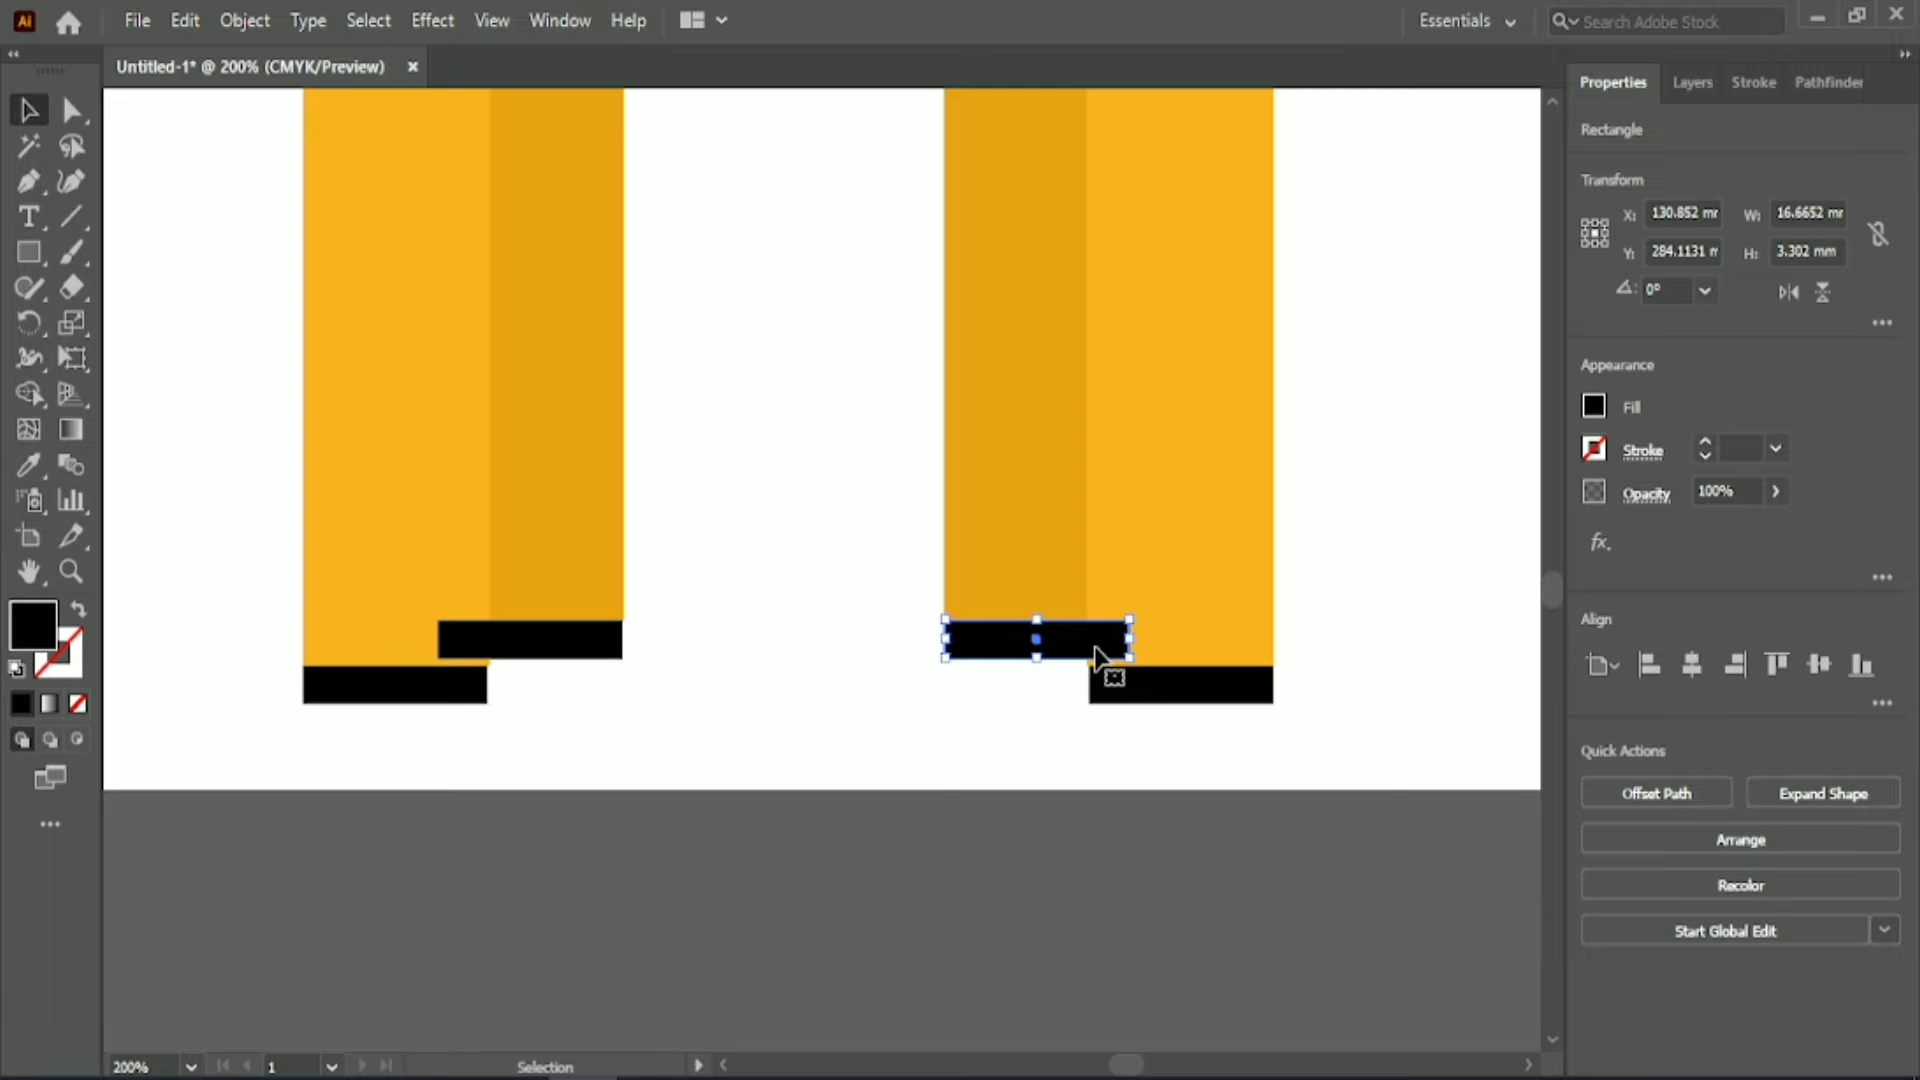 Ai File Edit Object Type Select Effect View Window Help Essentials Search Adobe Stock
Untitled-1* @ 200% (CMYK/Preview) ×
Properties Layers Stroke Pathfinder
Rectangle
Transform
X: 130.852 mr W: 16.6652 mr
Y: 284.1131 r H: 3.302 mm
0°
Appearance
Fill
Stroke
Opacity 100%
fx.
Align
Quick Actions
Offset Path Expand Shape
Arrange
Recolor
Start Global Edit
200% 1 Selection